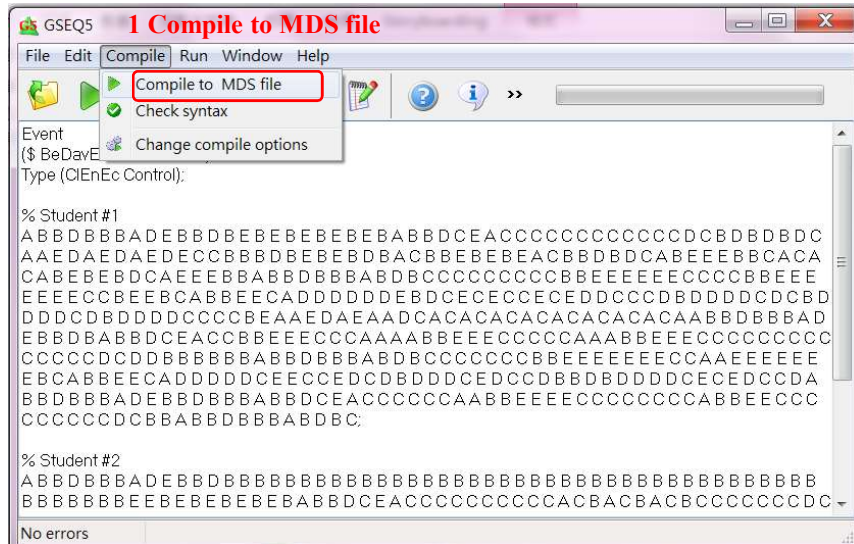 GSEQ5
1 Compile to MDS file
File Edit Compile Run Window Help
Compile to MDS file
Check syntax
Change compile options
Event
($ BeDavE
Type (ClEnEc Control);
% Student #1
A B B D B B B A D E B B D B E B E B E B E B E B A B B D C E A C C C C C C C C C C C C C D C B D B D B D C
A A E D A E D A E D E C C B B B D B E B E B D B A C B B E B E B E A C B B D B D C A B E E E B B C A C A
C A B E B E B D C A E E E B B A B B D B B B A B D B C C C C C C C C C B B E E E E E E E C C C C B B E E E
E E E E C C B E E B C A B B E E C A D D D D D D E B D C E C E C C E C E D D C C C D B D D D D C D C B D
D D D C D B D D D D C C C C B E A A E D A E A A D C A C A C A C A C A C A C A C A A B B D B B B A D
E B B D B A B B D C E A C C B B E E E C C C A A A A B B E E E C C C C C A A A B B E E E C C C C C C C C C
C C C C C D C D D B B B B B B A B B D B B B A B D B C C C C C C C B B E E E E E E E E C C A A E E E E E E
E B C A B B E E C A D D D D D C E E C C E D C D B D D D C E D C C D B B D B D D D D C E C E D C C D A
B B D B B B A D E B B D B B B A B B D C E A C C C C C C A A B B E E E E C C C C C C C C A B B E E C C C
C C C C C C D C B B A B B D B B B A B D B C;
% Student #2
A B B D B B B A D E B B D B B B B B B B B B B B B B B B B B B B B B B B B B B B B B B B B B B B B
B B B B B B B E E B E B E B E B E B A B B D C E A C C C C C C C C C C A C B A C B A C B C C C C C C C D C
No errors